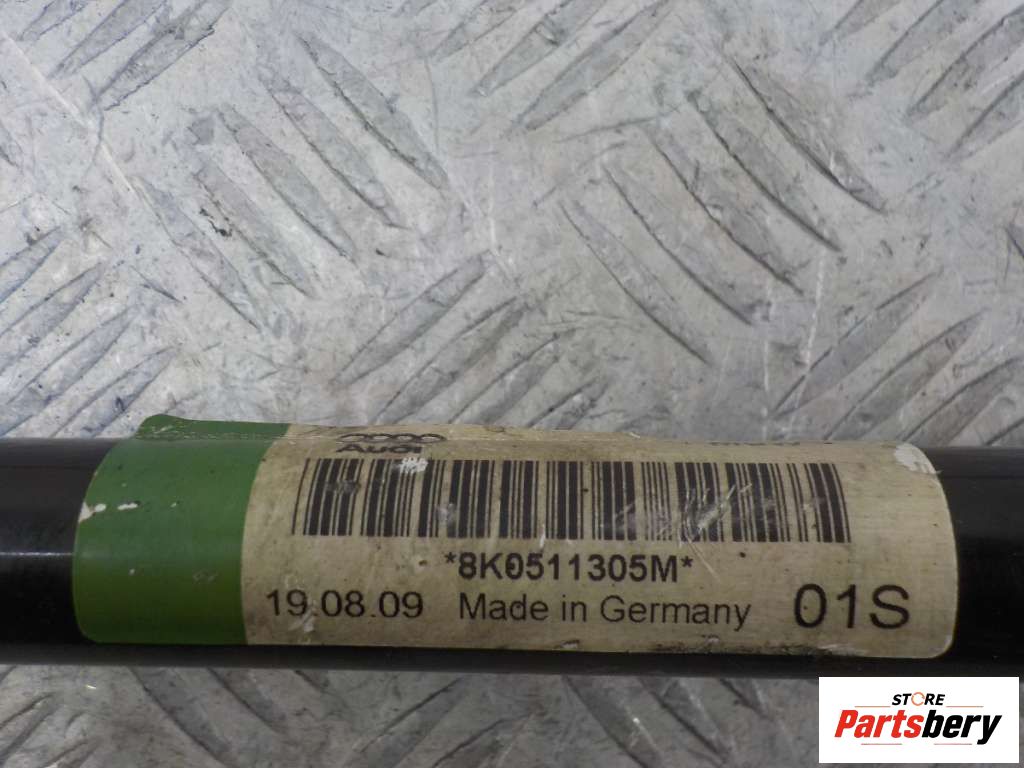 Audi
*8K0511305M*
19.08.09 Made in Germany 01S
STORE
Partsbery